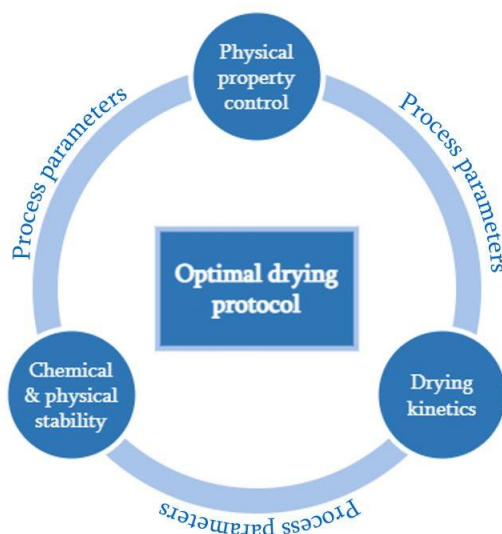 Physical
property
control
Process parameters
Process parameters
Optimal drying
protocol
Chemical
& physical
stability
Drying
kinetics
Process parameters